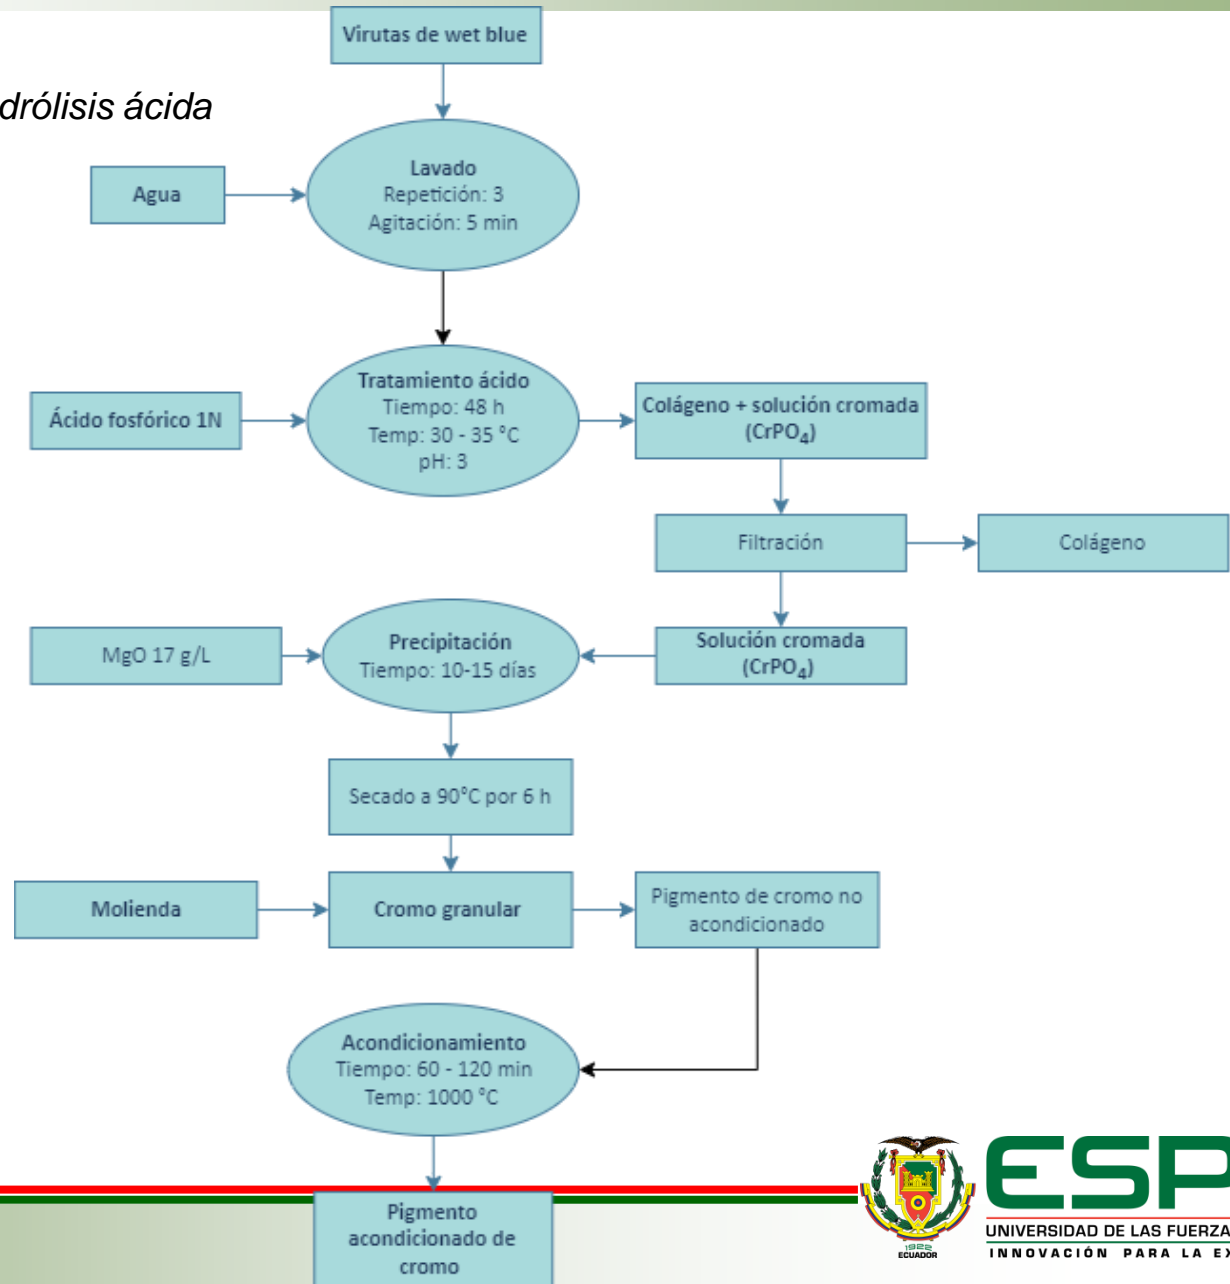 Virutas de wet blue
drólisis ácida
Lavado
Repetición: 3
Agitación: 5 min
Agua
Tratamiento ácido
Tiempo: 48 h
Temp: 30 - 35 °C
pH: 3
Ácido fosfórico 1N
Colágeno + solución cromada
(CrPO₄)
Filtración
Colágeno
Solución cromada
(CrPO₄)
Precipitación
Tiempo: 10-15 días
MgO 17 g/L
Secado a 90°C por 6 h
Molienda
Cromo granular
Pigmento de cromo no
acondicionado
Acondicionamiento
Tiempo: 60 - 120 min
Temp: 1000 °C
Pigmento
acondicionado de
cromo
1922
ECUADOR
ESP
UNIVERSIDAD DE LAS FUERZA
INNOVACIÓN PARA LA E